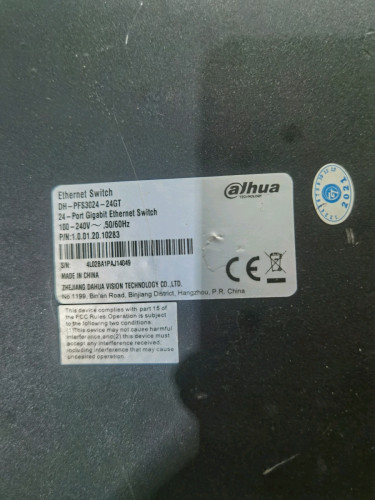 Ethernet Switch
DH-PFS3024-24GT
24-Port Gigabit Ethernet Switch
100-240V~,50/60Hz
P/N:1.0.01.20.10283
S/N: 4L02BA1PAJ14049
MADE IN CHINA
ZHEJIANG DAHUA VISION TECHNOLOGY CO.,LTD.
No.1199, Bin'an Road, Binjiang District, Hangzhou, P.R. China
alhua
TECHNOLOGY
CE
This device complies with part 15 of
the FCC Rules.Operation is subject
to the following two conditions:
(1)This device may not cause harmful
interference,and(2) this device must
accept any interference received,
including interference that may cause
undesired operation.
2021